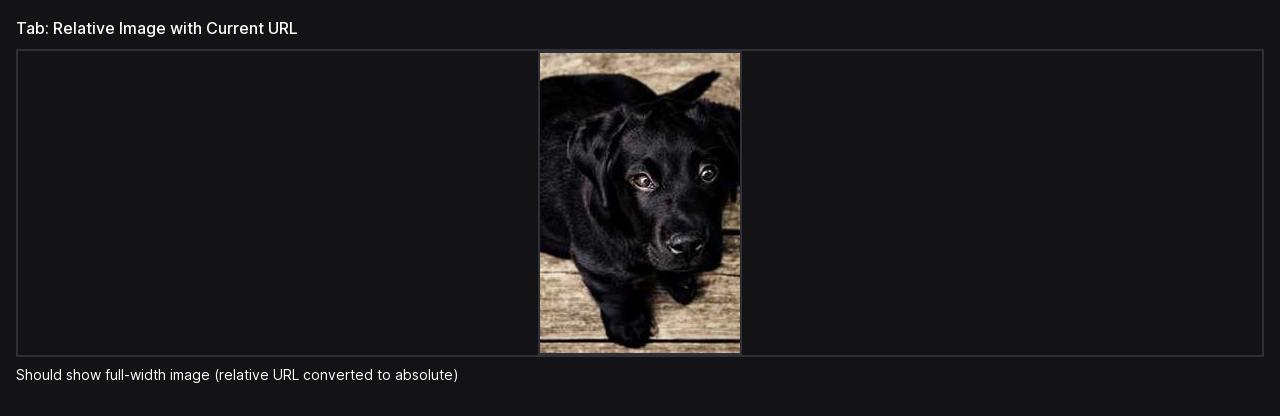 Tab: Relative Image with Current URL
Should show full-width image (relative URL converted to absolute)